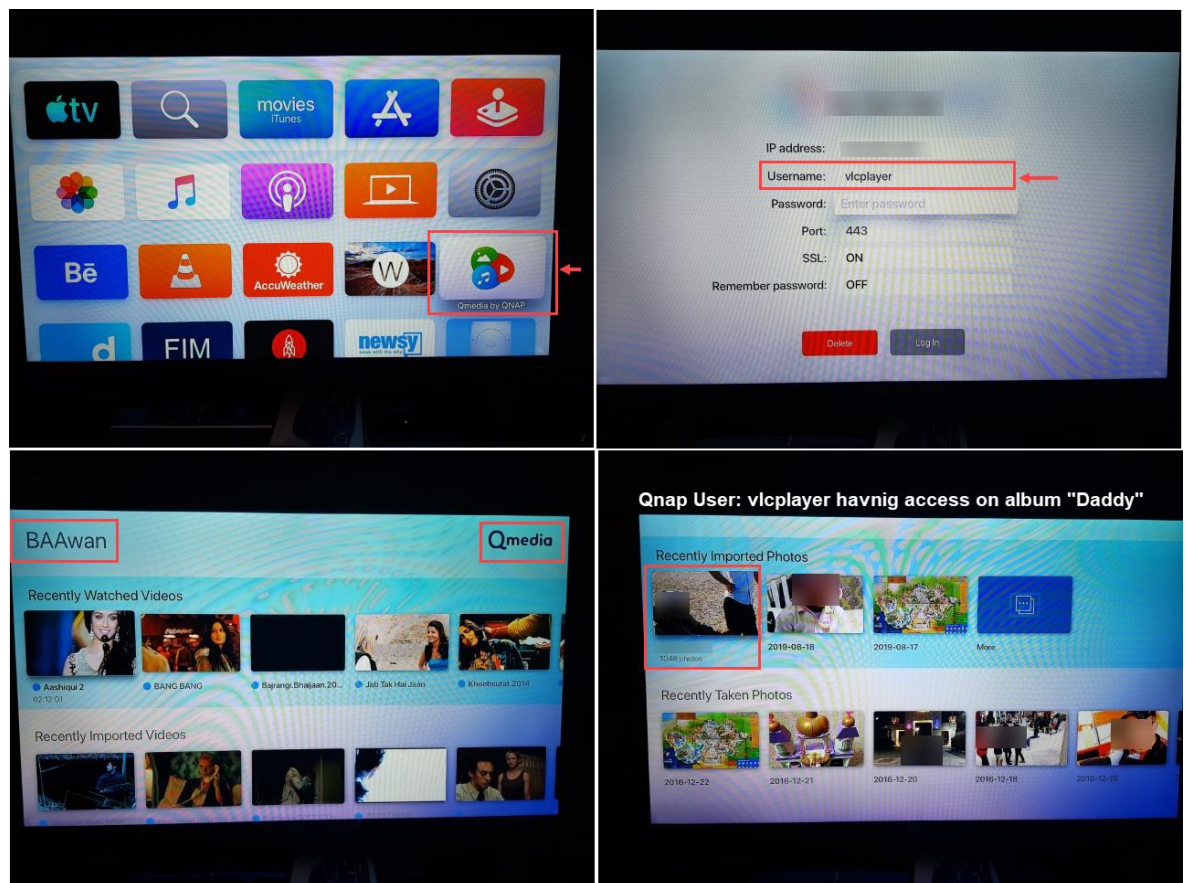 tv
movies
iTunes
Bē
AccuWeather
W
Qmedia by QNAP
d
FIM
newsy
IP address:
Username: vlcplayer
Password: Enter password
Port: 443
SSL: ON
Remember password: OFF
Delete Log In
BAAwan Qmedia
Recently Watched Videos
Aashiqui 2 BANG BANG Bajrangi.Bhaijaan.20... Jab Tak Hai Jaan Khoobsurat.2014
02:12:01
Recently Imported Videos
Qnap User: vlcplayer havnig access on album "Daddy"
Recently Imported Photos
2019-08-18 2019-08-17 More
1048 photos
Recently Taken Photos
2016-12-22 2016-12-21 2016-12-20 2016-12-18